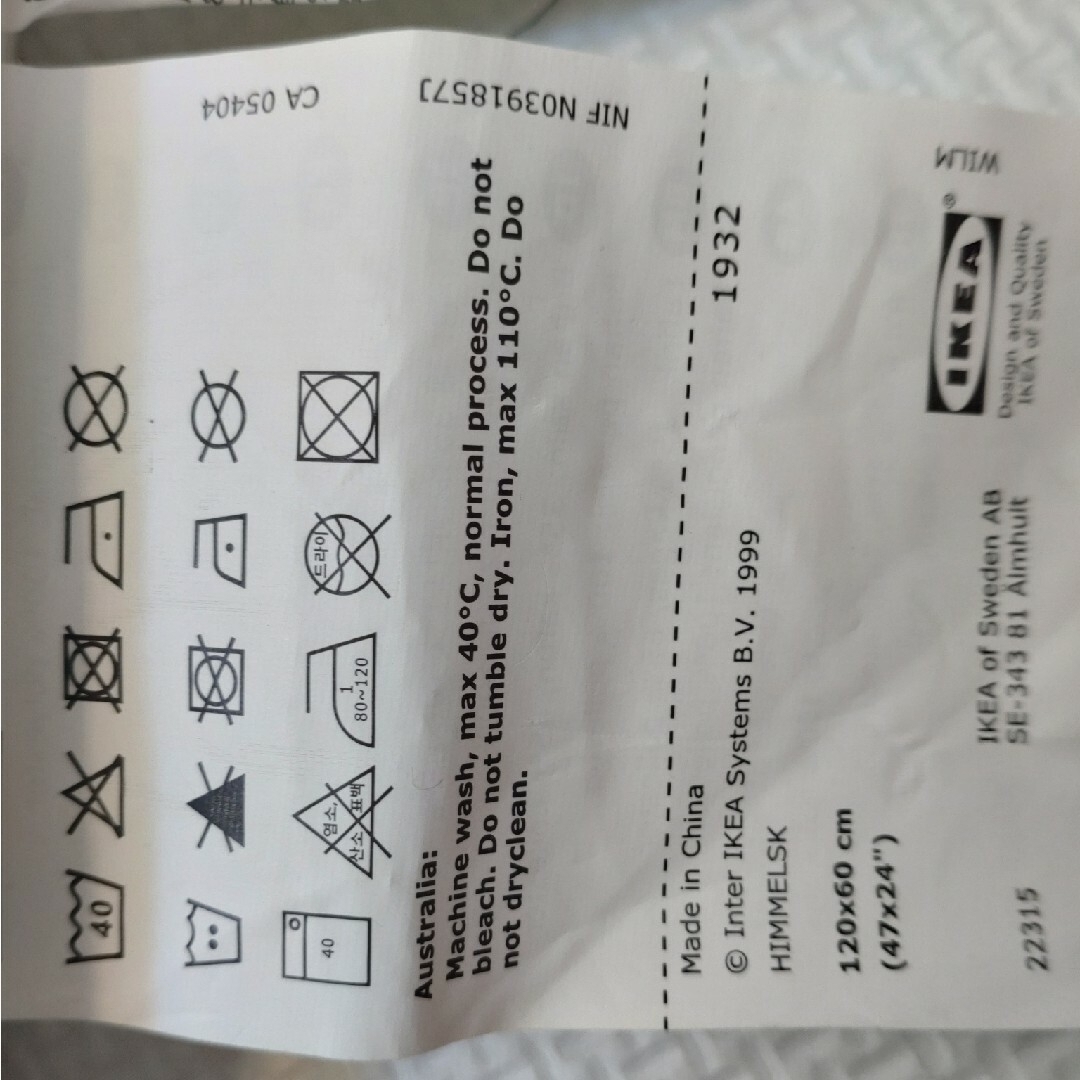 40
40
염소,
산소 표백
1
80~120
드라이
CA 05404
NIF N0391857J
Australia:
Machine wash, max 40°C, normal process. Do not
bleach. Do not tumble dry. Iron, max 110°C. Do
not dryclean.
Made in China
© Inter IKEA Systems B.V. 1999
1932
HIMMELSK
120x60 cm
(47x24")
22315
IKEA of Sweden AB
SE-343 81 Älmhult
IKEA®
Design and Quality
IKEA of Sweden
WILM